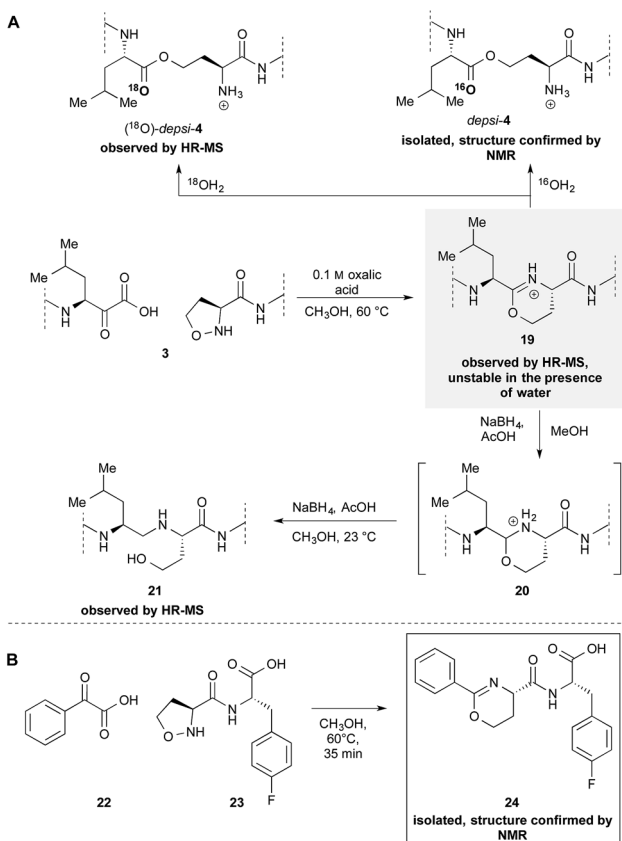 A
NH
O
O
O
NH3
⊕
N
H
18O
Me
Me
(18O)-depsi-4
observed by HR-MS
NH
O
O
O
NH3
⊕
N
H
16O
Me
Me
depsi-4
isolated, structure confirmed by
NMR
18OH2
16OH2
Me
Me
N
H
O
O
OH
O
N
H
O
NH
3
0.1 M oxalic
acid
CH3OH, 60 °C
Me
Me
N
H
NH
⊕
O
O
N
H
19
observed by HR-MS,
unstable in the presence
of water
NaBH4,
AcOH
MeOH
Me
Me
N
H
H
N
O
N
H
HO
21
observed by HR-MS
NaBH4, AcOH
CH3OH, 23 °C
Me
Me
N
H
⊕
NH2
O
O
N
H
20
B
O
OH
O
22
O
NH
O
N
H
O
OH
F
23
CH3OH,
60°C,
35 min
N
O
O
N
H
O
OH
F
24
isolated, structure confirmed by
NMR